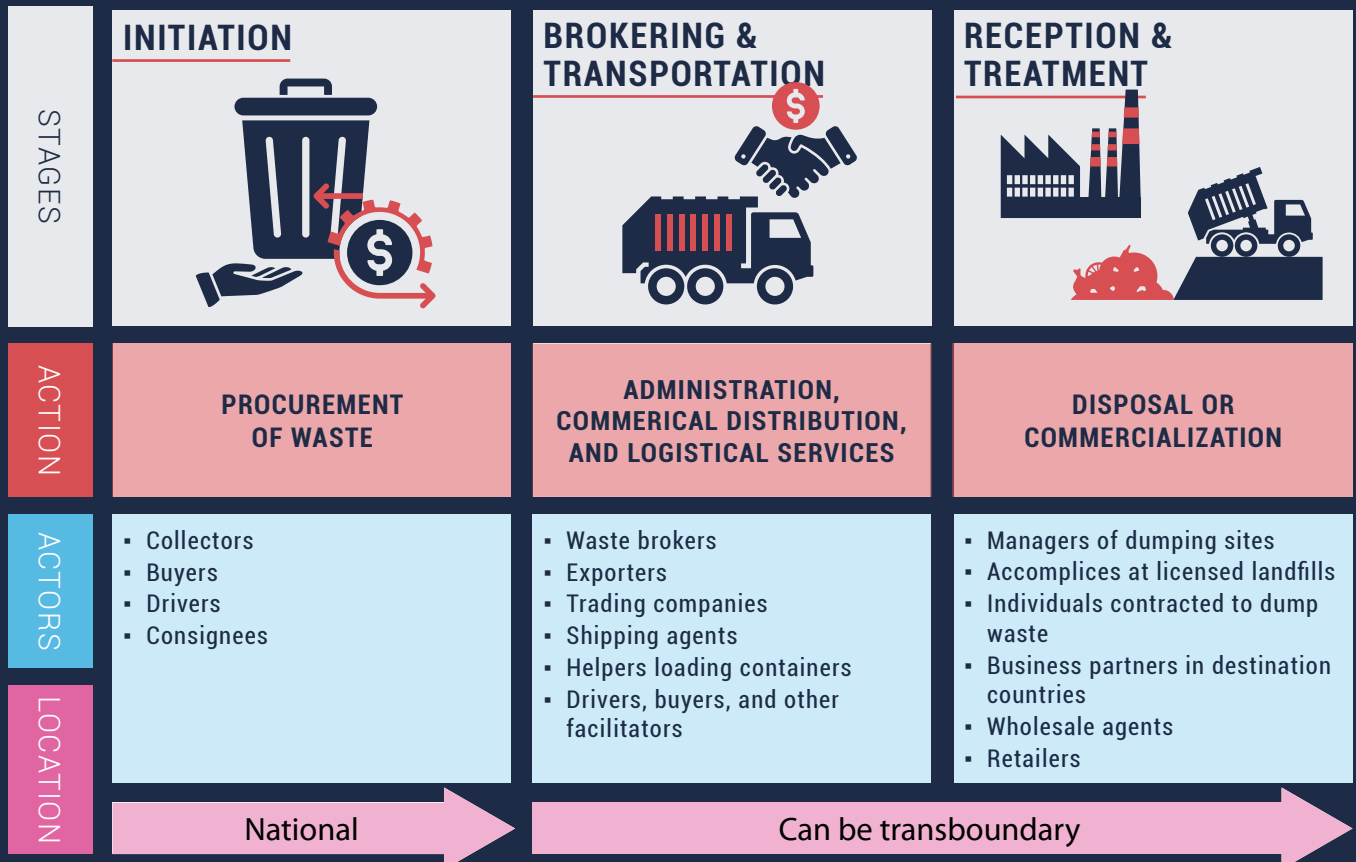 STAGES
INITIATION
$
BROKERING &
TRANSPORTATION
$
RECEPTION &
TREATMENT
ACTION
PROCUREMENT
OF WASTE
ADMINISTRATION,
COMMERICAL DISTRIBUTION,
AND LOGISTICAL SERVICES
DISPOSAL OR
COMMERCIALIZATION
ACTORS
▪ Collectors
▪ Buyers
▪ Drivers
▪ Consignees
▪ Waste brokers
▪ Exporters
▪ Trading companies
▪ Shipping agents
▪ Helpers loading containers
▪ Drivers, buyers, and other
facilitators
▪ Managers of dumping sites
▪ Accomplices at licensed landfills
▪ Individuals contracted to dump
waste
▪ Business partners in destination
countries
▪ Wholesale agents
▪ Retailers
LOCATION
National
Can be transboundary